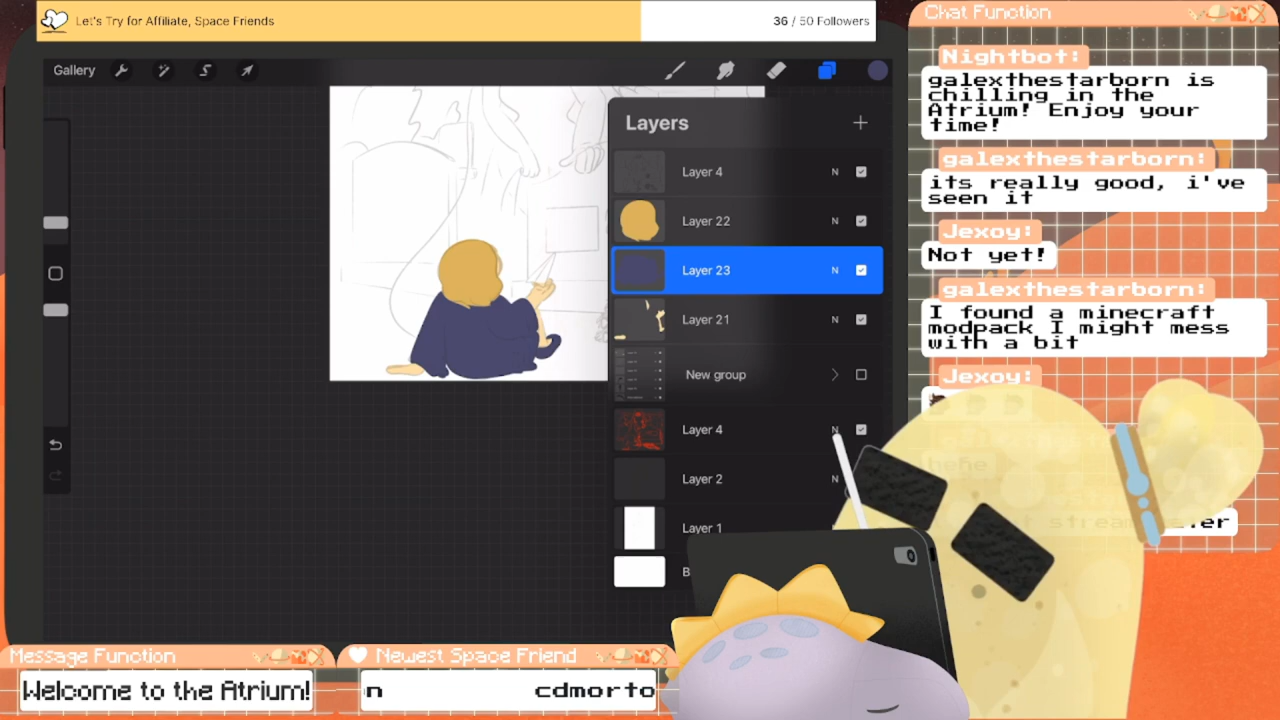 Let's Try for Affiliate, Space Friends
36 / 50 Followers
Gallery
Layers
Layer 4
N
Layer 22
N
Layer 23
N
Layer 21
N
New group
Layer 4
N
Layer 2
N
Layer 1
B
Chat Function
Nightbot:
galexthestarborn is
chilling in the
Atrium! Enjoy your
time!
galexthestarborn:
its really good, i've
seen it
Jexoy:
Not yet!
galexthestarborn:
I found a minecraft
modpack I might mess
with a bit
Jexoy:
hehe
Message Function
Welcome to the Atrium!
Newest Space Friend
n cdmorto